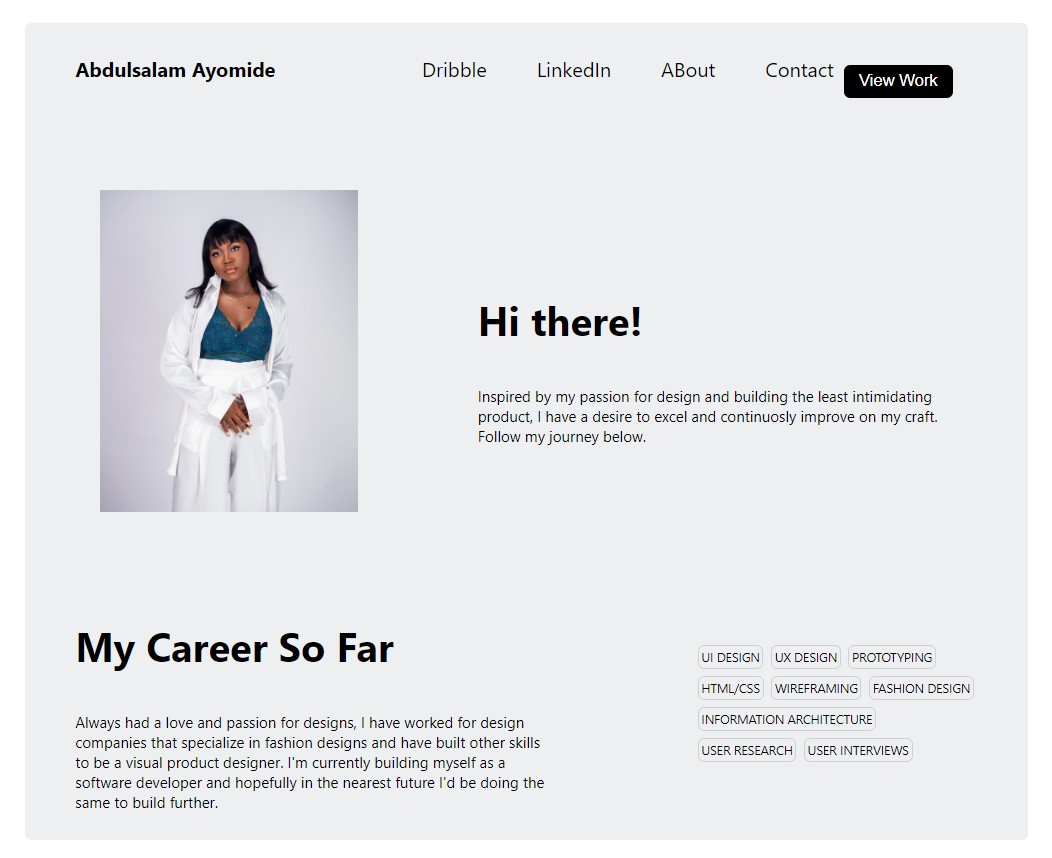 Abdulsalam Ayomide
Dribble
LinkedIn
ABout
Contact
View Work
Hi there!
Inspired by my passion for design and building the least intimidating
product, I have a desire to excel and continuosly improve on my craft.
Follow my journey below.
My Career So Far
Always had a love and passion for designs, I have worked for design
companies that specialize in fashion designs and have built other skills
to be a visual product designer. I'm currently building myself as a
software developer and hopefully in the nearest future I'd be doing the
same to build further.
UI DESIGN
UX DESIGN
PROTOTYPING
HTML/CSS
WIREFRAMING
FASHION DESIGN
INFORMATION ARCHITECTURE
USER RESEARCH
USER INTERVIEWS